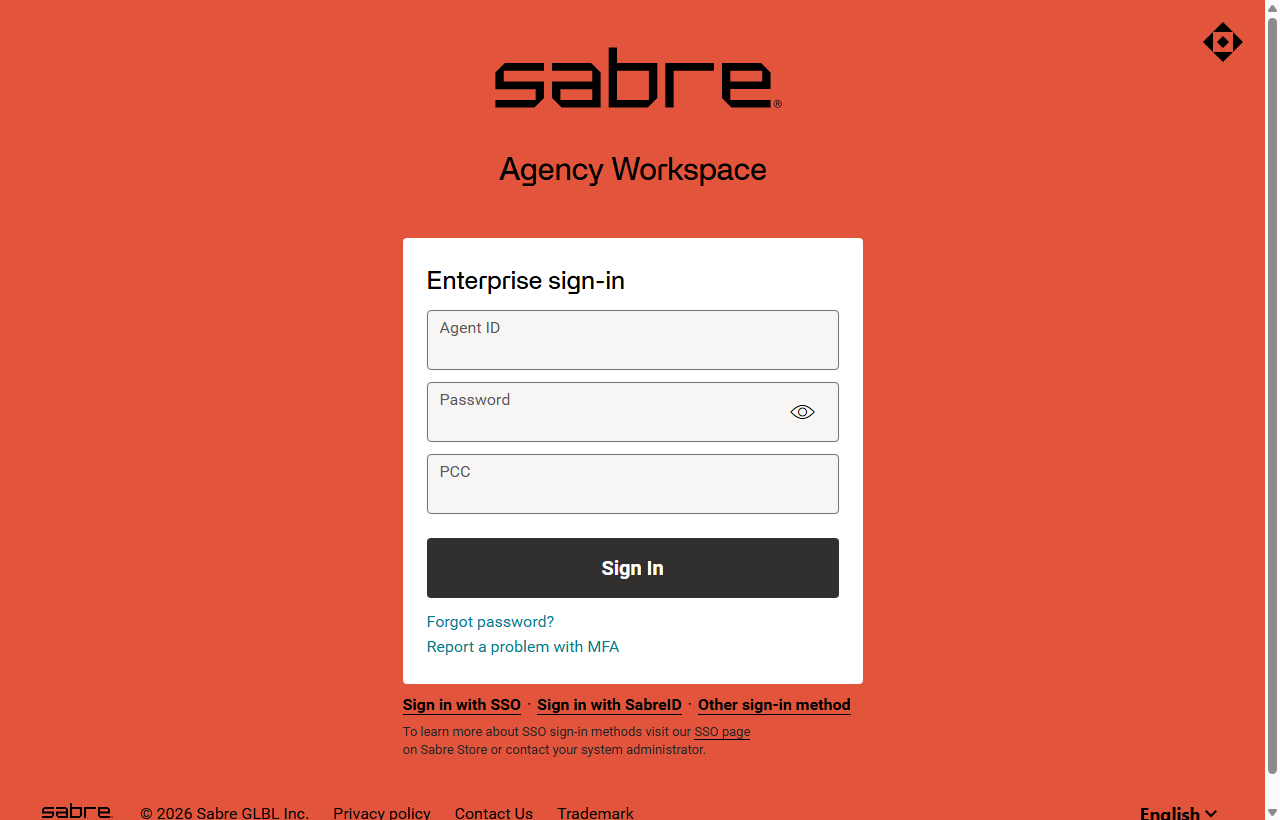 sabre®
Agency Workspace
Enterprise sign-in
Agent ID
Password
PCC
Sign In
Forgot password?
Report a problem with MFA
Sign in with SSO · Sign in with SabreID · Other sign-in method
To learn more about SSO sign-in methods visit our SSO page
on Sabre Store or contact your system administrator.
sabre © 2026 Sabre GLBL Inc. Privacy policy Contact Us Trademark English